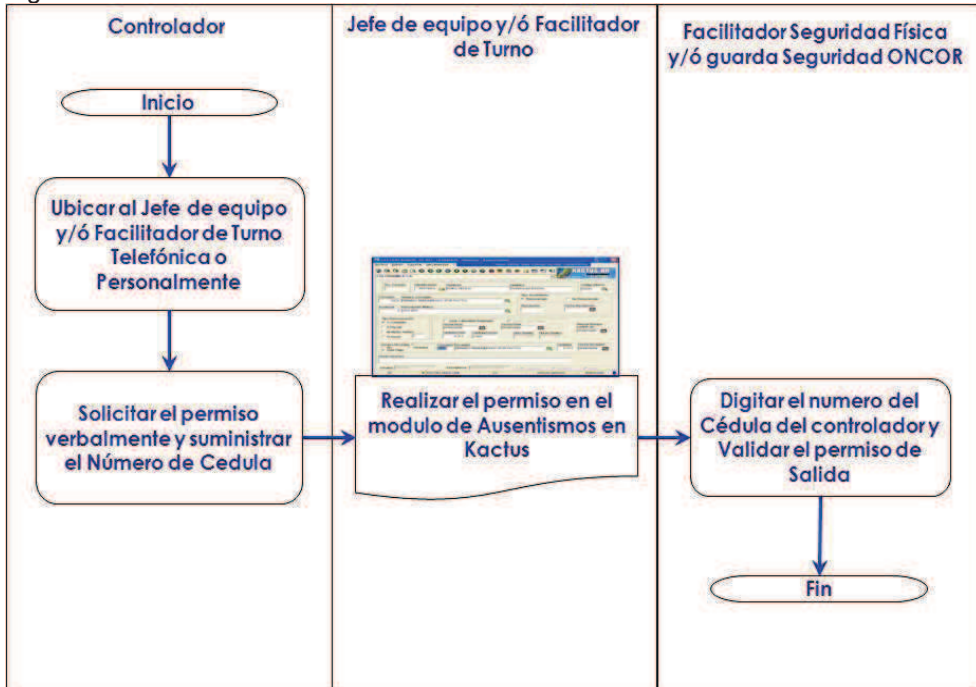 Controlador
Jefe de equipo y/ó Facilitador
de Turno
Facilitador Seguridad Física
y/ó guarda Seguridad ONCOR
Inicio
Ubicar al Jefe de equipo
y/ó Facilitador de Turno
Telefónica o
Personalmente
Solicitar el permiso
verbalmente y suministrar
el Número de Cedula
Realizar el permiso en el
modulo de Ausentismos en
Kactus
Digitar el numero del
Cédula del controlador y
Validar el permiso de
Salida
Fin